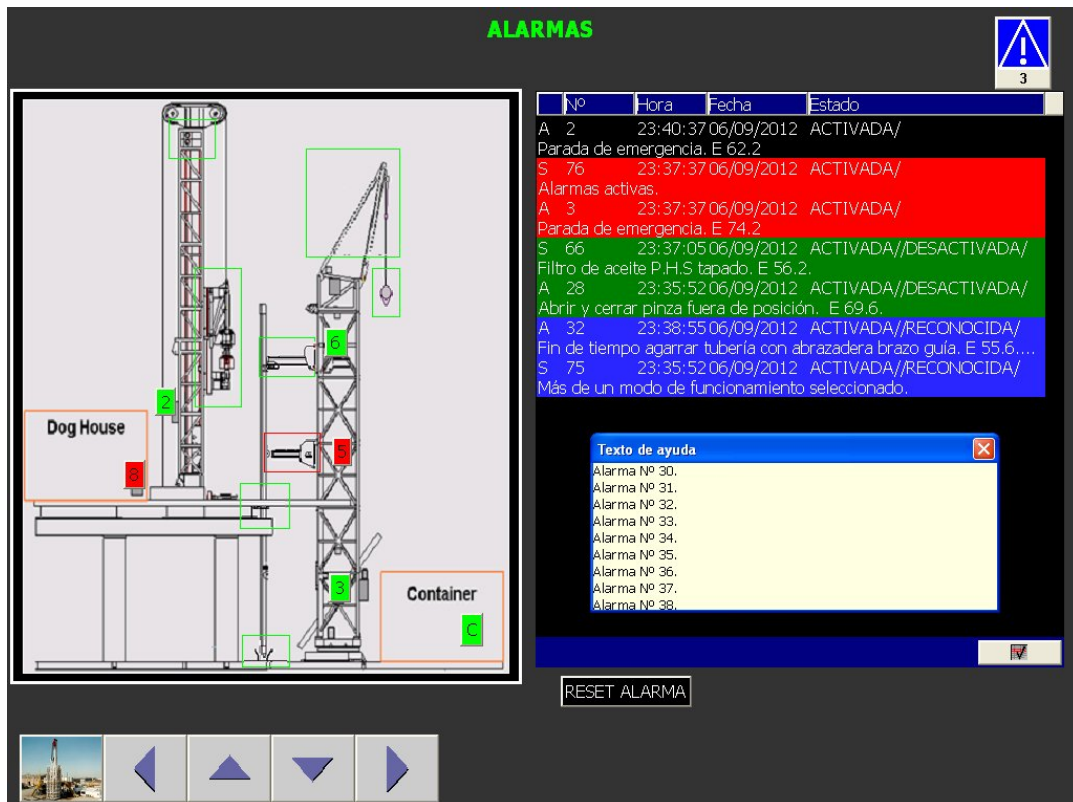 ALARMAS
3
Nº Hora Fecha Estado
A 2 23:40:37 06/09/2012 ACTIVADA/
Parada de emergencia. E 62.2
S 76 23:37:37 06/09/2012 ACTIVADA/
Alarmas activas.
A 3 23:37:37 06/09/2012 ACTIVADA/
Parada de emergencia. E 74.2
S 66 23:37:05 06/09/2012 ACTIVADA//DESACTIVADA/
Filtro de aceite P.H.S tapado. E 56.2.
A 28 23:35:52 06/09/2012 ACTIVADA//DESACTIVADA/
Abrir y cerrar pinza fuera de posición. E 69.6.
A 32 23:38:55 06/09/2012 ACTIVADA//RECONOCIDA/
Fin de tiempo agarrar tubería con abrazadera brazo guía. E 55.6....
S 75 23:35:52 06/09/2012 ACTIVADA//RECONOCIDA/
Más de un modo de funcionamiento seleccionado.
6
2
Dog House
5
8
3
Container
C
Texto de ayuda
Alarma Nº 30.
Alarma Nº 31.
Alarma Nº 32.
Alarma Nº 33.
Alarma Nº 34.
Alarma Nº 35.
Alarma Nº 36.
Alarma Nº 37.
Alarma Nº 38.
RESET ALARMA